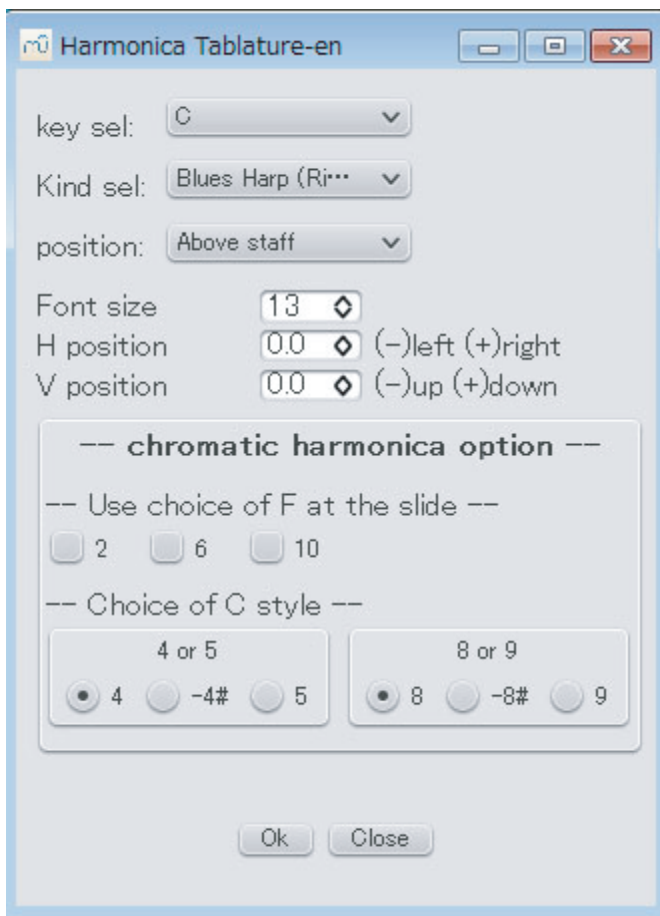 Harmonica Tablature-en
key sel: C
Kind sel: Blues Harp (Ri⋯
position: Above staff
Font size 13
H position 0.0 (-)left (+)right
V position 0.0 (-)up (+)down
-- chromatic harmonica option --
-- Use choice of F at the slide --
2 6 10
-- Choice of C style --
4 or 5 8 or 9
4 -4# 5 8 -8# 9
Ok Close